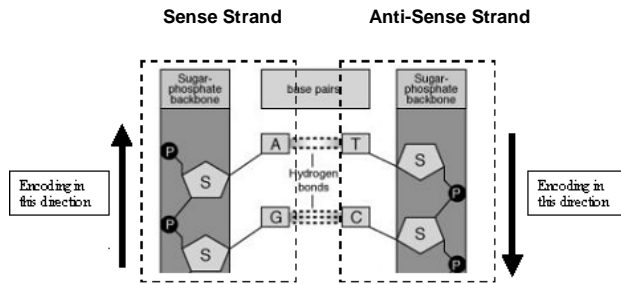 Sense Strand
Anti-Sense Strand
Sugar-
phosphate
backbone
base pairs
Sugar-
phosphate
backbone
P
A
T
S
S
Hydrogen
bonds
Encoding in
this direction
Encoding in
this direction
P
P
G
C
S
S
P